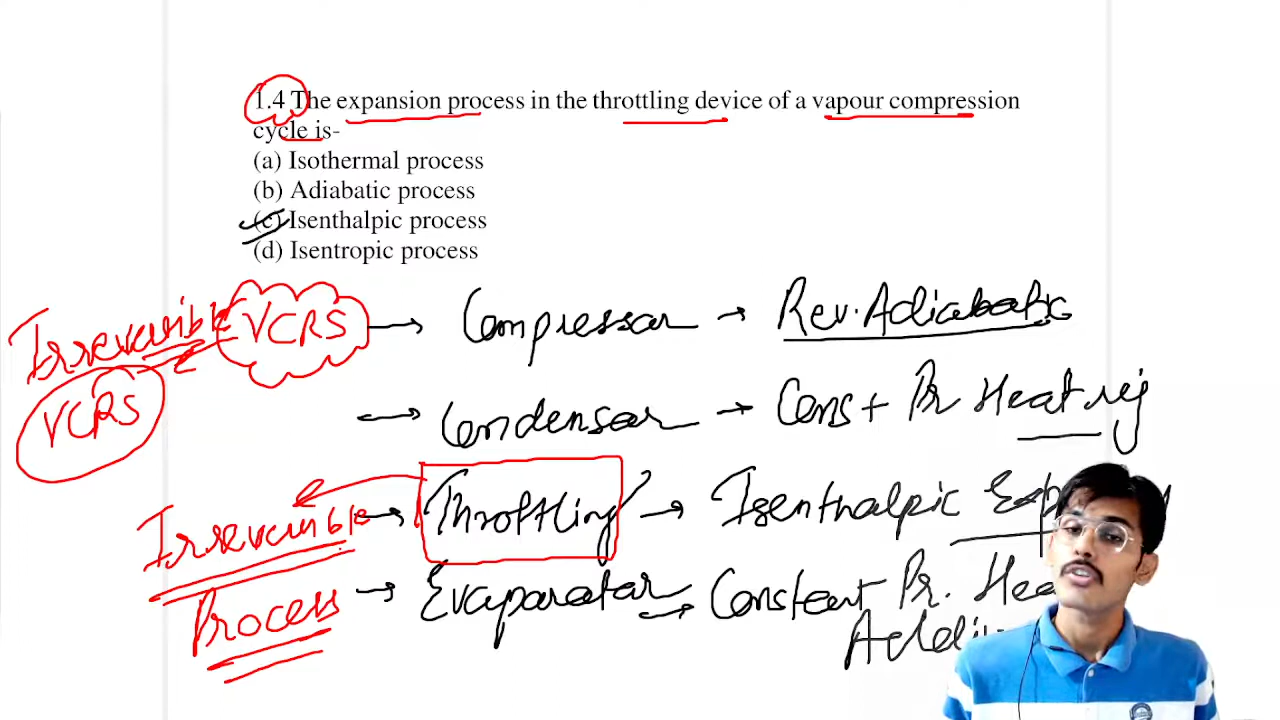 1.4 The expansion process in the throttling device of a vapour compression
cycle is-
(a) Isothermal process
(b) Adiabatic process
(c) Isenthalpic process
(d) Isentropic process
Irreversible VCRS → Compressor → Rev. Adiabatic
VCRS
Condensor → Const Pr Heat rej
Irreversible → Throttling → Isenthalpic
Process → Evaporator → Constant Pr.